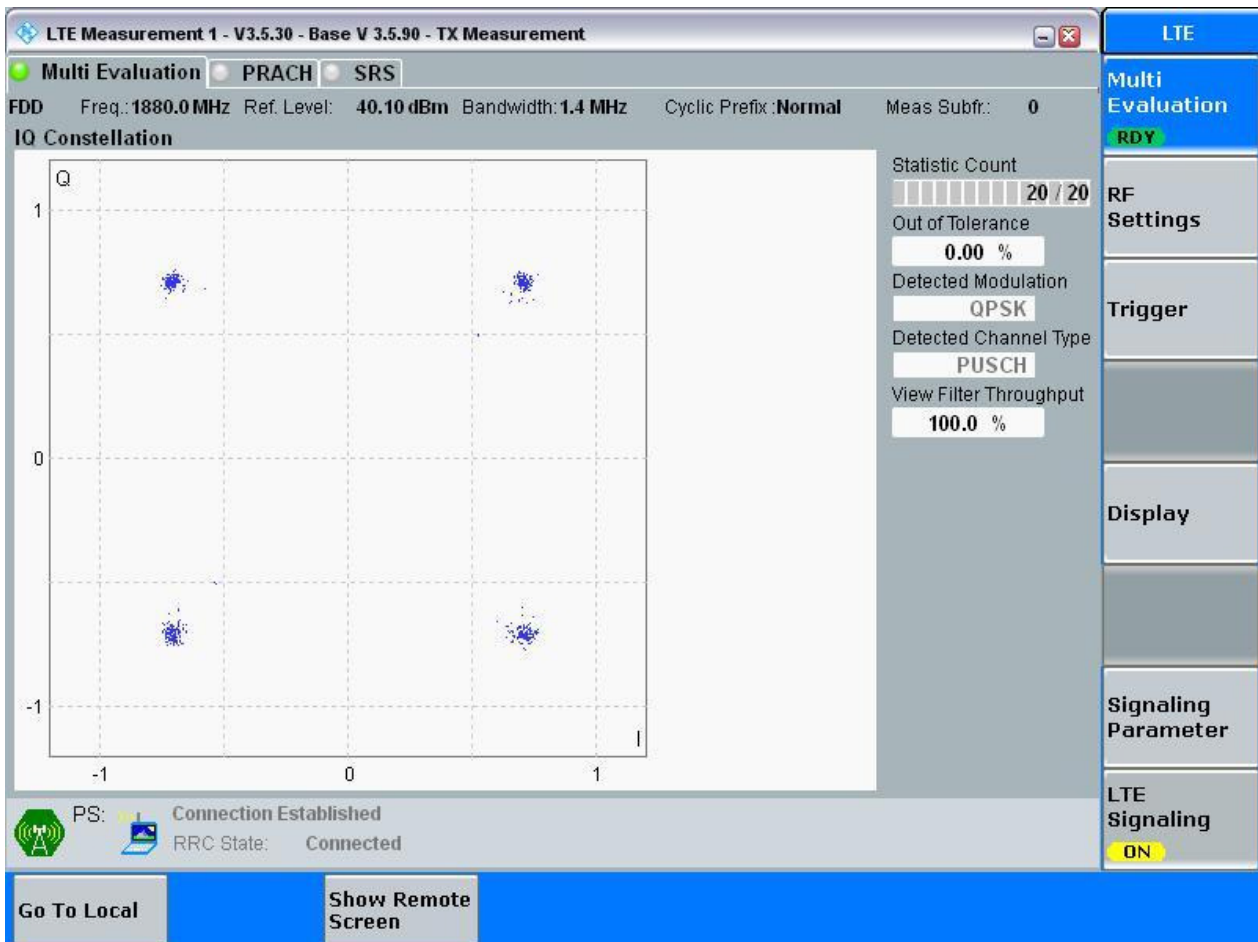 LTE Measurement 1 - V3.5.30 - Base V 3.5.90 - TX Measurement
LTE
Multi Evaluation PRACH SRS
FDD Freq.: 1880.0 MHz Ref. Level: 40.10 dBm Bandwidth: 1.4 MHz Cyclic Prefix : Normal Meas Subfr.: 0
IQ Constellation
Q
1
0
-1
-1 0 1
I
Statistic Count
20 / 20
Out of Tolerance
0.00 %
Detected Modulation
QPSK
Detected Channel Type
PUSCH
View Filter Throughput
100.0 %
Multi
Evaluation
RDY
RF
Settings
Trigger
Display
Signaling
Parameter
LTE
Signaling
ON
PS: Connection Established
RRC State: Connected
Go To Local
Show Remote
Screen